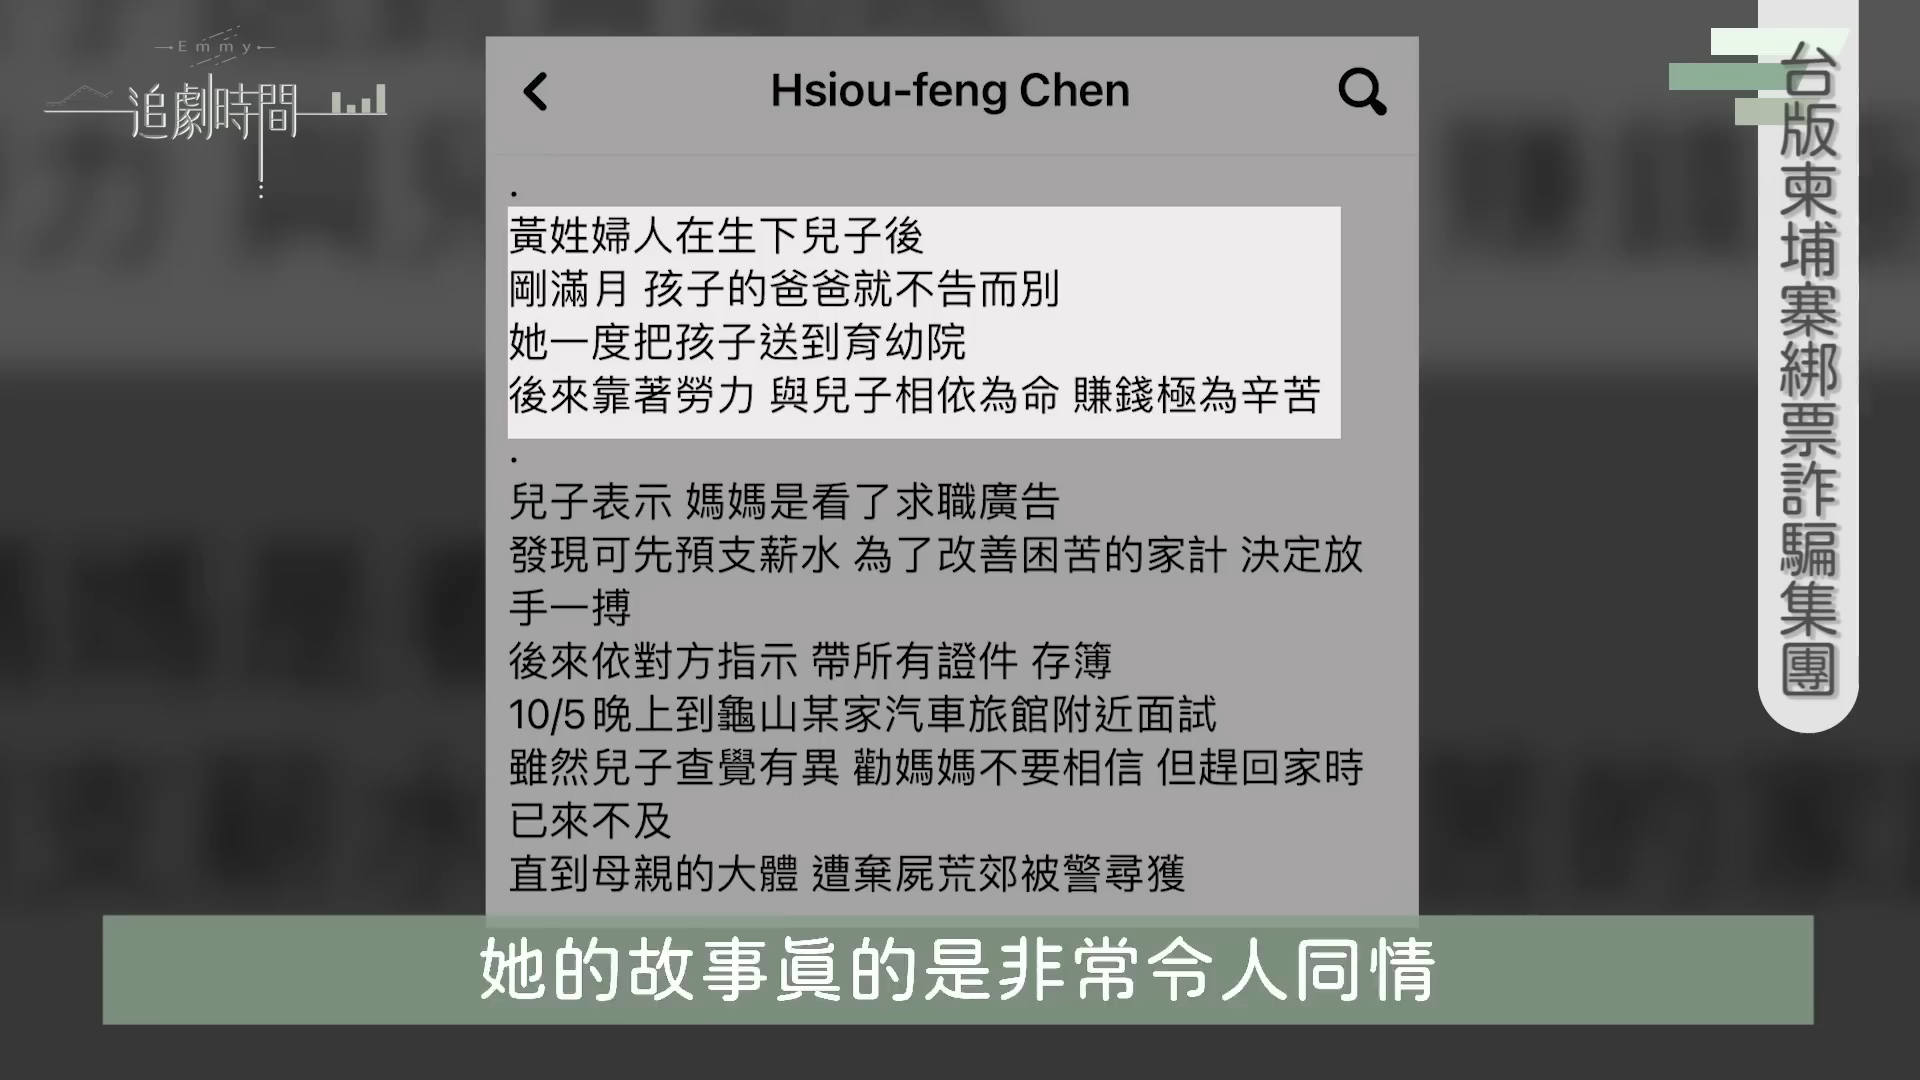 Emmy
追劇時間
Hsiou-feng Chen
.
黃姓婦人在生下兒子後
剛滿月 孩子的爸爸就不告而別
她一度把孩子送到育幼院
後來靠著勞力 與兒子相依為命 賺錢極為辛苦
.
兒子表示 媽媽是看了求職廣告
發現可先預支薪水 為了改善困苦的家計 決定放
手一搏
後來依對方指示 帶所有證件 存簿
10/5晚上到龜山某家汽車旅館附近面試
雖然兒子查覺有異 勸媽媽不要相信 但趕回家時
已來不及
直到母親的大體 遭棄屍荒郊被警尋獲
台版柬埔寨綁票詐騙集團
她的故事真的是非常令人同情